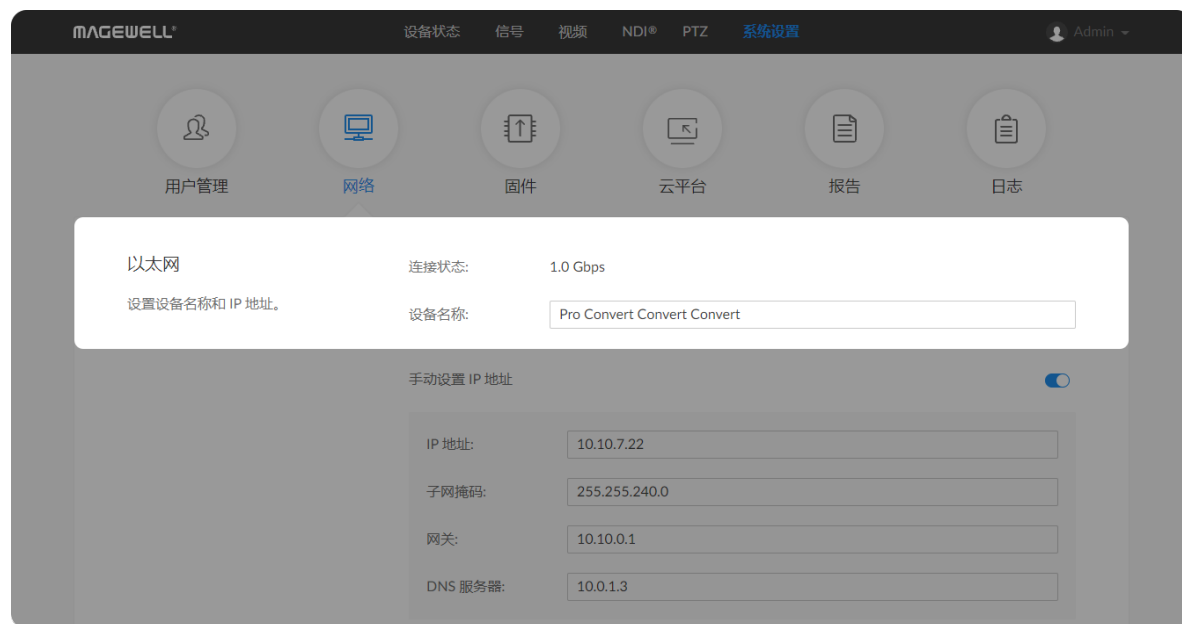 MAGEWELL® 设备状态 信号 视频 NDI® PTZ 系统设置 Admin
用户管理 网络 固件 云平台 报告 日志
以太网 连接状态: 1.0 Gbps
设置设备名称和 IP 地址。 设备名称: Pro Convert Convert Convert
手动设置 IP 地址
IP 地址: 10.10.7.22
子网掩码: 255.255.240.0
网关: 10.10.0.1
DNS 服务器: 10.0.1.3